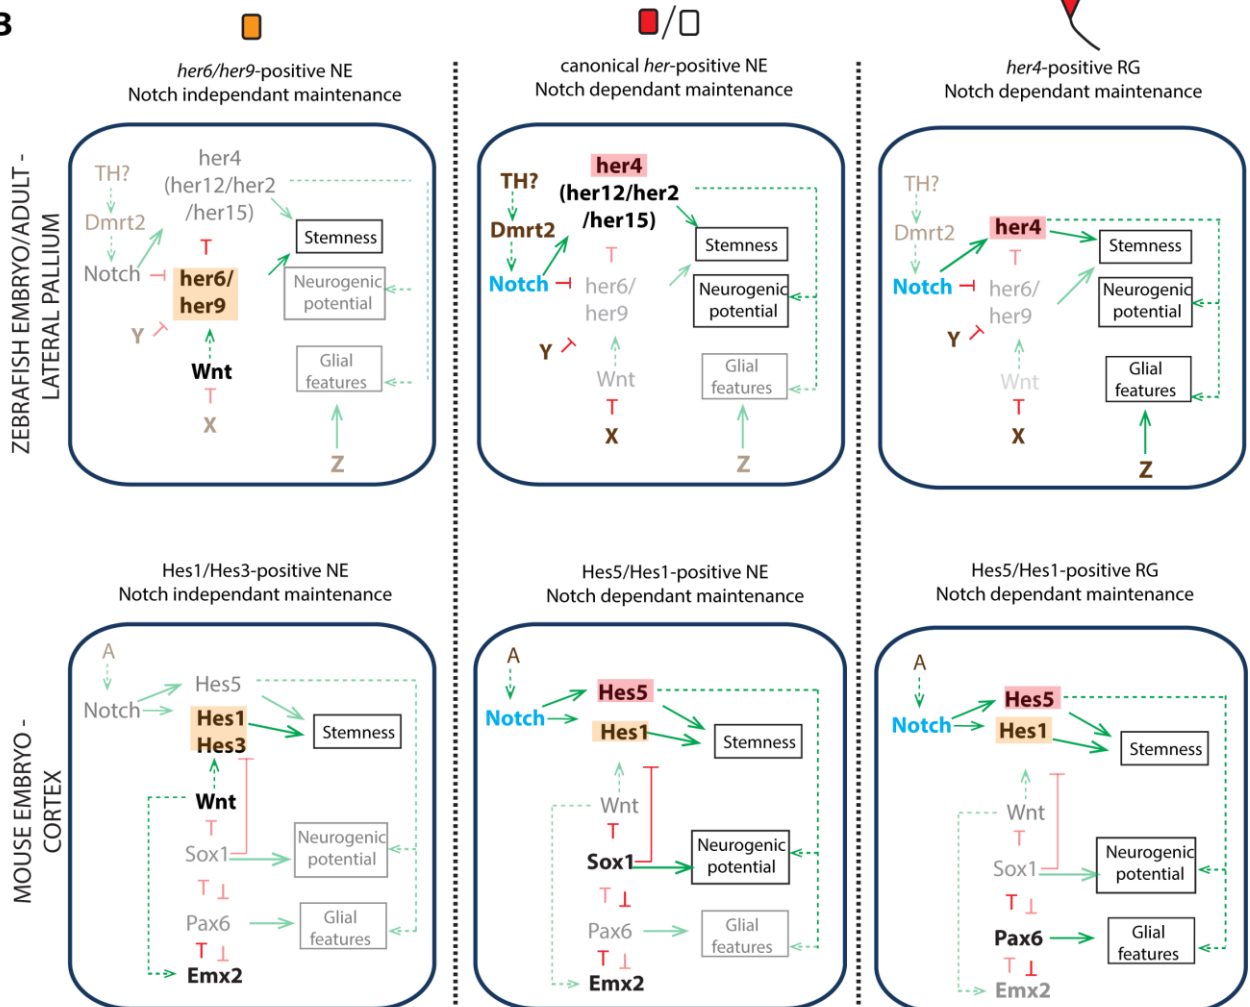 B
/
her6/her9-positive NE
Notch independant maintenance
canonical her-positive NE
Notch dependant maintenance
her4-positive RG
Notch dependant maintenance
ZEBRAFISH EMBRYO/ADULT -
LATERAL PALLIUM
TH?
Dmrt2
Notch
her4
(her12/her2
/her15)
her6/
her9
Y
Wnt
X
Stemness
Neurogenic
potential
Glial
features
Z
TH?
Dmrt2
Notch
her4
(her12/her2
/her15)
her6/
her9
Y
Wnt
X
Stemness
Neurogenic
potential
Glial
features
Z
TH?
Dmrt2
Notch
her4
her6/
her9
Y
Wnt
X
Stemness
Neurogenic
potential
Glial
features
Z
Hes1/Hes3-positive NE
Notch independant maintenance
Hes5/Hes1-positive NE
Notch dependant maintenance
Hes5/Hes1-positive RG
Notch dependant maintenance
MOUSE EMBRYO -
CORTEX
A
Notch
Hes5
Hes1
Hes3
Stemness
Wnt
Sox1
Neurogenic
potential
Pax6
Glial
features
Emx2
A
Notch
Hes5
Hes1
Stemness
Wnt
Sox1
Neurogenic
potential
Pax6
Glial
features
Emx2
A
Notch
Hes5
Hes1
Stemness
Wnt
Sox1
Neurogenic
potential
Pax6
Glial
features
Emx2